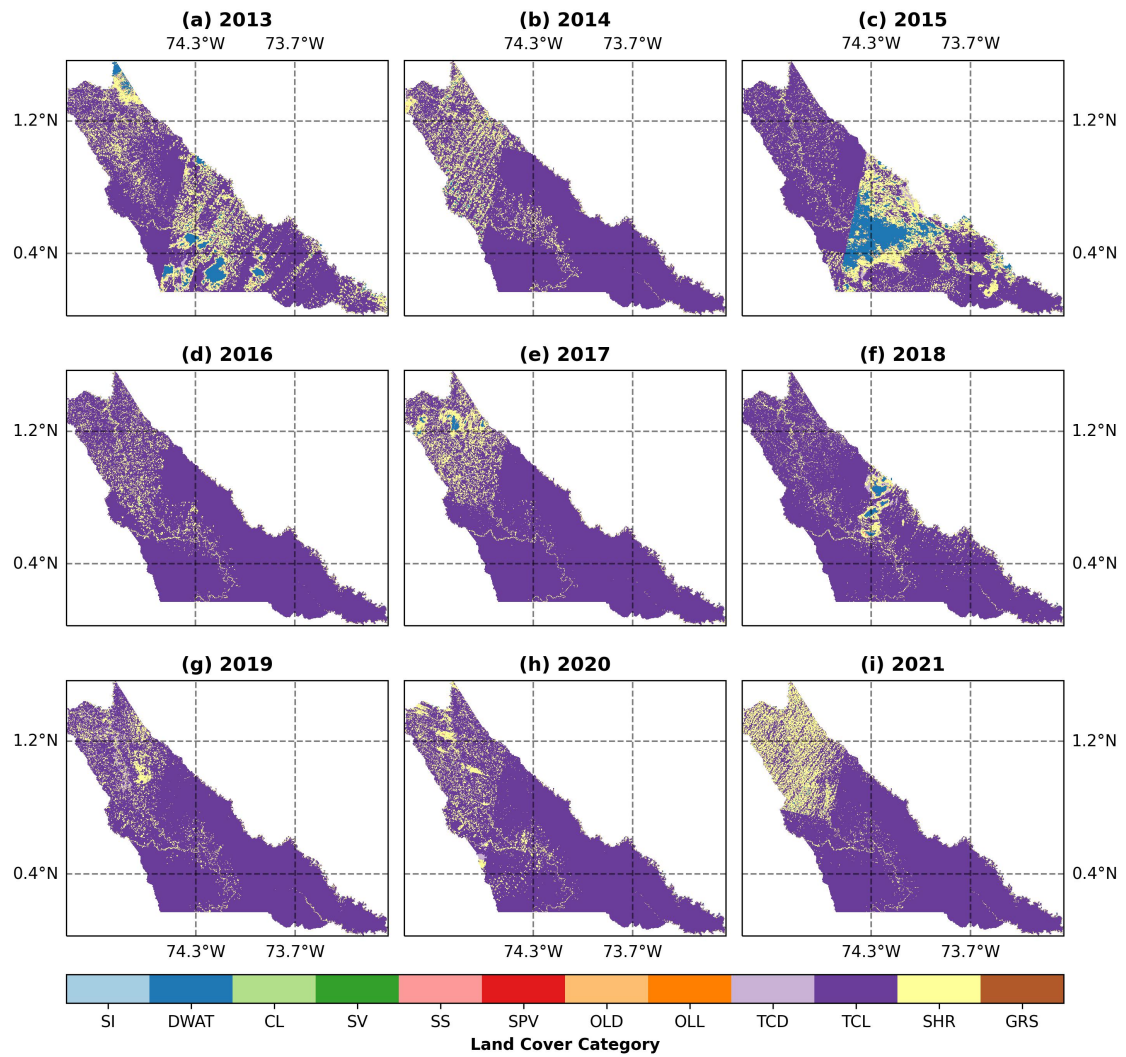 (a) 2013 (b) 2014 (c) 2015
74.3°W 73.7°W 74.3°W 73.7°W 74.3°W 73.7°W
1.2°N 1.2°N
0.4°N 0.4°N
(d) 2016 (e) 2017 (f) 2018
1.2°N 1.2°N
0.4°N 0.4°N
(g) 2019 (h) 2020 (i) 2021
1.2°N 1.2°N
0.4°N 0.4°N
74.3°W 73.7°W 74.3°W 73.7°W 74.3°W 73.7°W
SI DWAT CL SV SS SPV OLD OLL TCD TCL SHR GRS
Land Cover Category